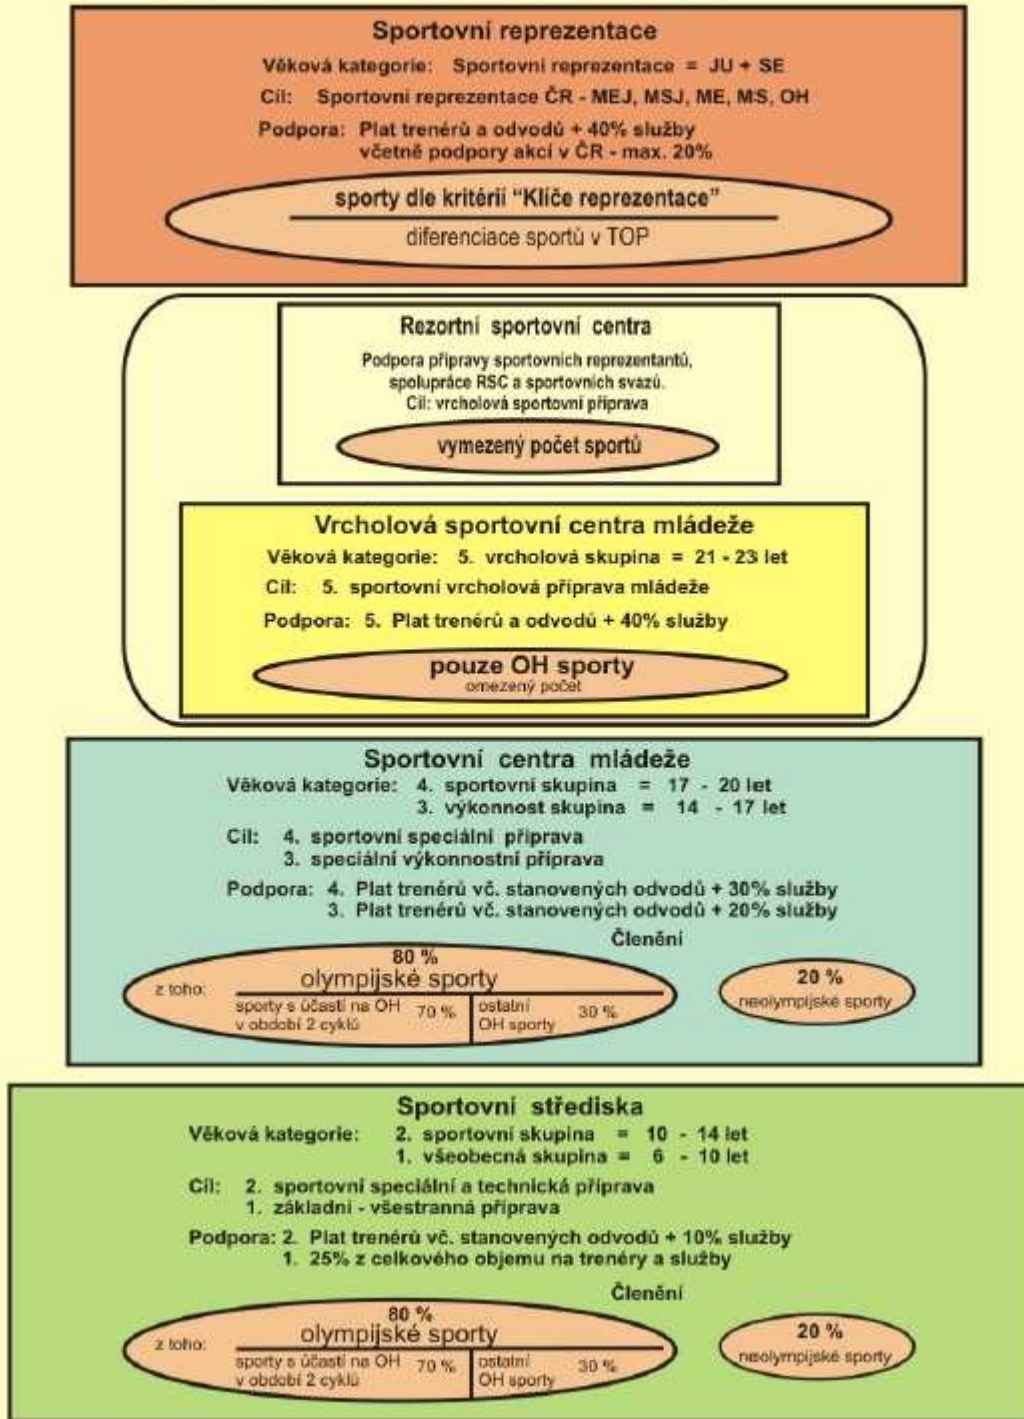 Sportovní reprezentace
Věková kategorie: Sportovní reprezentace = JU + SE
Cíl: Sportovní reprezentace ČR - MEJ, MSJ, ME, MS, OH
Podpora: Plat trenérů a odvodů + 40% služby
včetně podpory akcí v ČR - max. 20%
sporty dle kritérií “Klíče reprezentace”
diferenciace sportů v TOP
Rezortní sportovní centra
Podpora přípravy sportovních reprezentantů,
spolupráce RSC a sportovních svazů.
Cíl: vrcholová sportovní příprava
vymezený počet sportů
Vrcholová sportovní centra mládeže
Věková kategorie: 5. vrcholová skupina = 21 - 23 let
Cíl: 5. sportovní vrcholová příprava mládeže
Podpora: 5. Plat trenérů a odvodů + 40% služby
pouze OH sporty
omezený počet
Sportovní centra mládeže
Věková kategorie: 4. sportovní skupina = 17 - 20 let
3. výkonnost skupina = 14 - 17 let
Cíl: 4. sportovní speciální příprava
3. speciální výkonnostní příprava
Podpora: 4. Plat trenérů vč. stanovených odvodů + 30% služby
3. Plat trenérů vč. stanovených odvodů + 20% služby
Členění
80 %
olympijské sporty
z toho:
sporty s účastí na OH v období 2 cyklů 70 %
ostatní OH sporty 30 %
20 %
neolympijské sporty
Sportovní střediska
Věková kategorie: 2. sportovní skupina = 10 - 14 let
1. všeobecná skupina = 6 - 10 let
Cíl: 2. sportovní speciální a technická příprava
1. základní - všestranná příprava
Podpora: 2. Plat trenérů vč. stanovených odvodů + 10% služby
1. 25% z celkového objemu na trenéry a služby
Členění
80 %
olympijské sporty
z toho:
sporty s účastí na OH v období 2 cyklů 70 %
ostatní OH sporty 30 %
20 %
neolympijské sporty